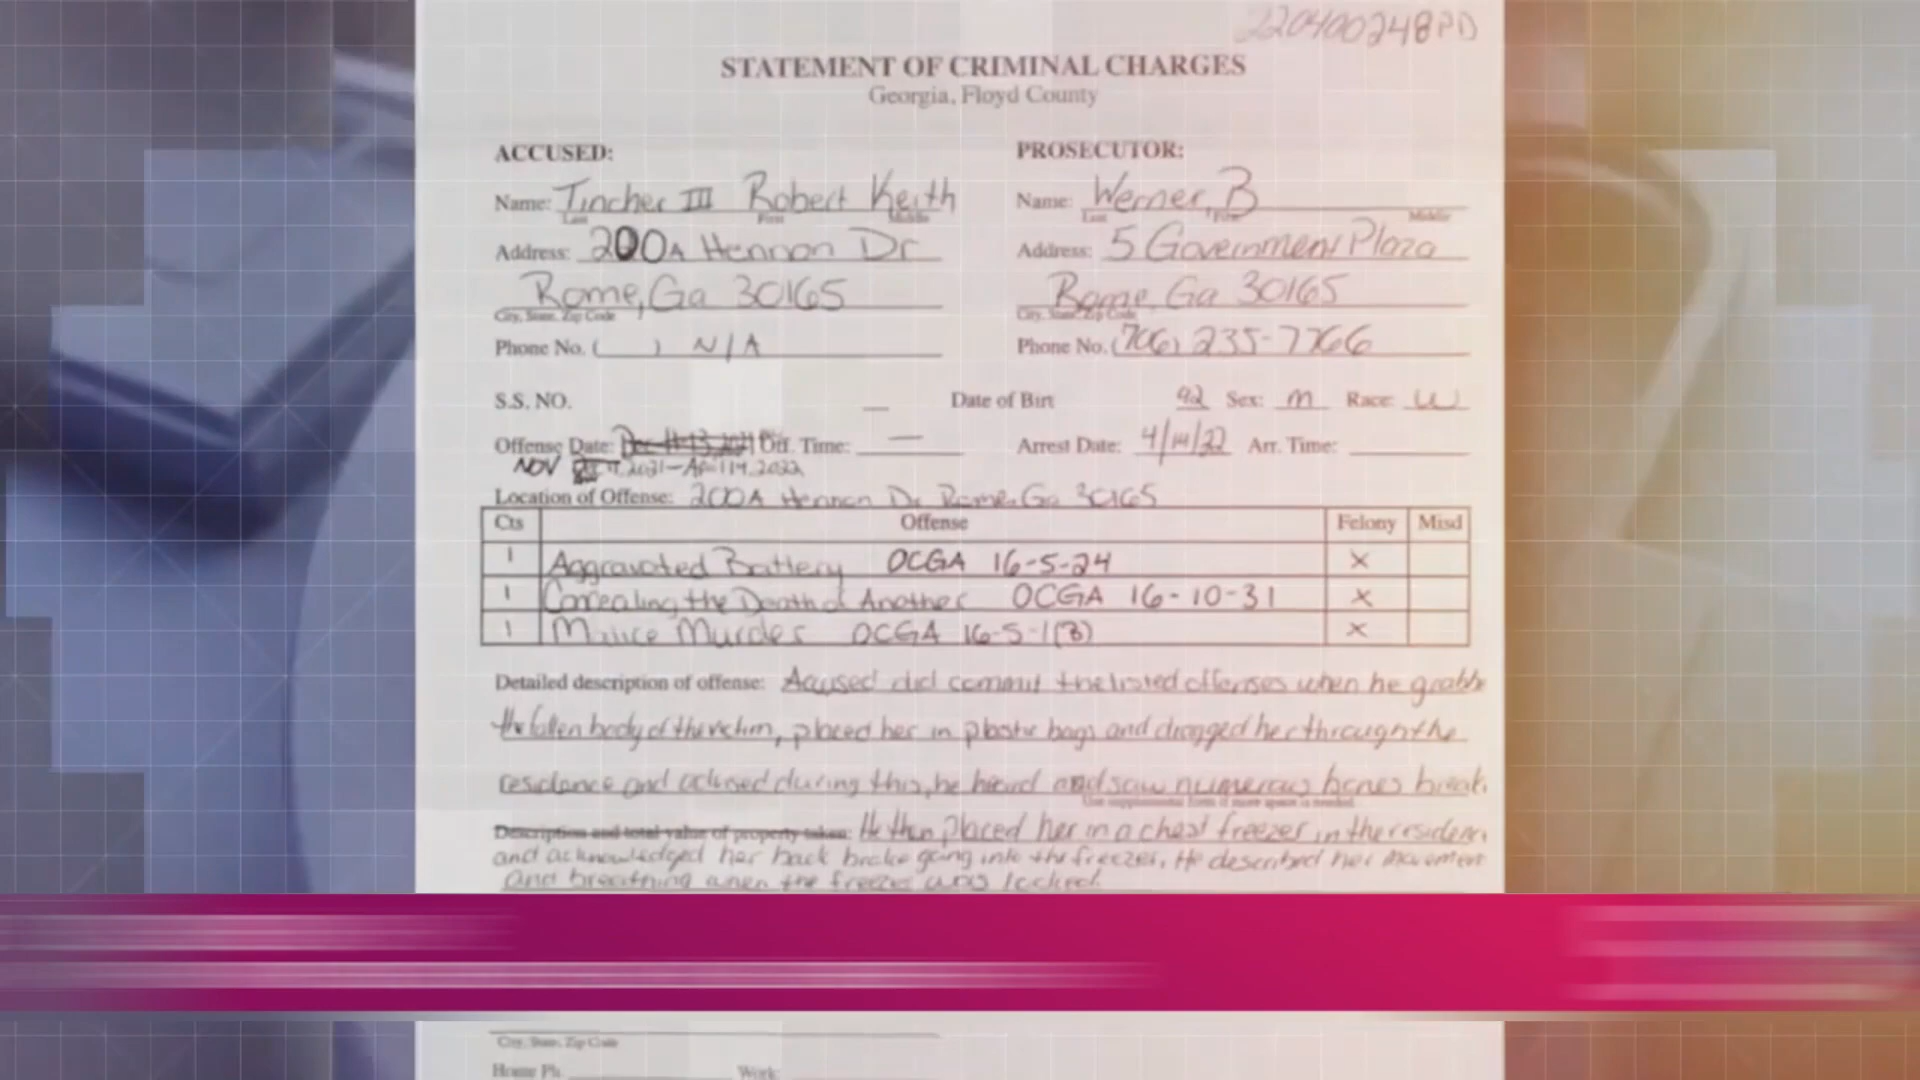 220400248PD
STATEMENT OF CRIMINAL CHARGES
Georgia, Floyd County
ACCUSED:
Name: Tincher III Robert Keith
Last First Middle
Address: 200A Hennon Dr
Rome, Ga 30165
City, State, Zip Code
Phone No. ( ) N/A
PROSECUTOR:
Name: Werner, B
Last First Middle
Address: 5 Government Plaza
Rome, Ga 30165
City, State, Zip Code
Phone No. (706) 235-7766
S.S. NO. Date of Birt 92 Sex: M Race: W
Offense Date: Off. Time: — Arrest Date: 4/14/22 Arr. Time:
NOV 2021 - April 14, 2022
Location of Offense: 200A Hennon Dr Rome, Ga 30165
Cts Offense Felony Misd
1 Aggravated Battery OCGA 16-5-24 X
1 Concealing the Death of Another OCGA 16-10-31 X
1 Malice Murder OCGA 16-5-1(B) X
Detailed description of offense: Accused did commit the listed offenses when he grabb
the fallen body of the victim, placed her in plastic bags and dragged her through the
residence and during this, he heard and saw numerous bones break.
Use supplemental form if more space is needed.
Description and total value of property taken: He then placed her in a chest freezer in the residen
and acknowledged her back broke going into the freezer. He described her movement
and breathing when the freezer was locked.
City, State, Zip Code
Home Ph. Work: